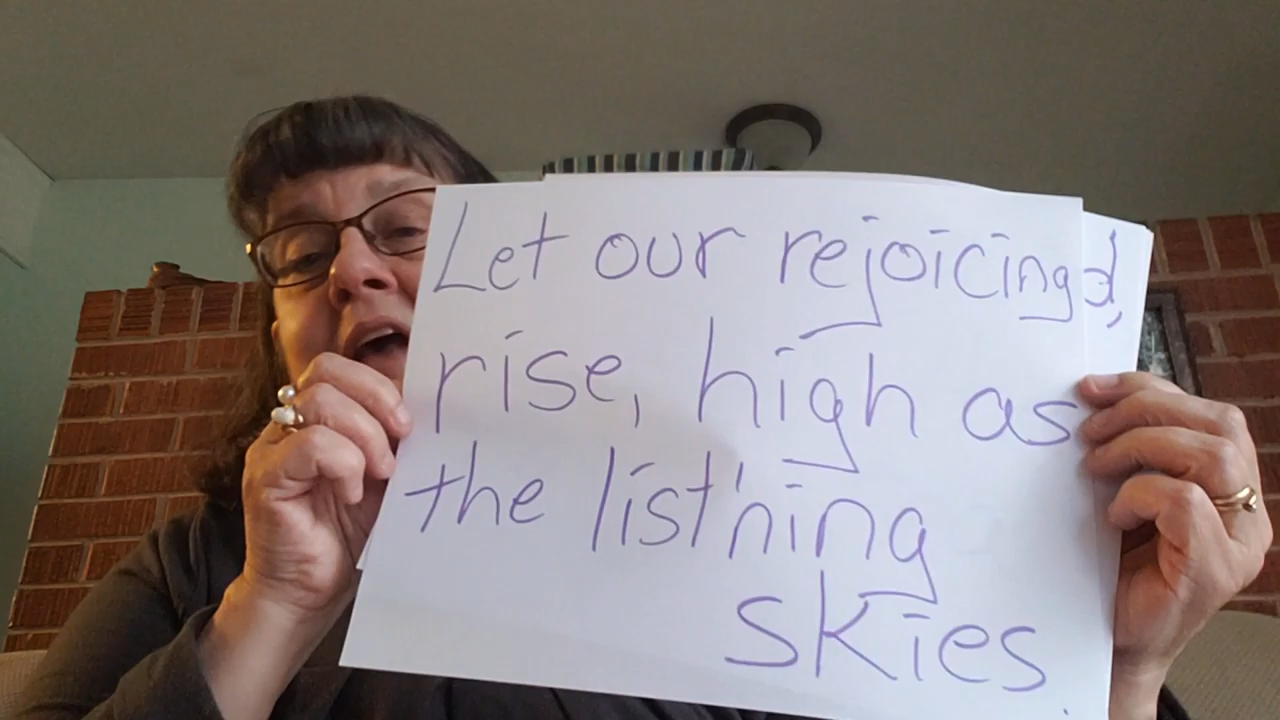 Let our rejoicing
rise, high as
the list'ning
skies
d,